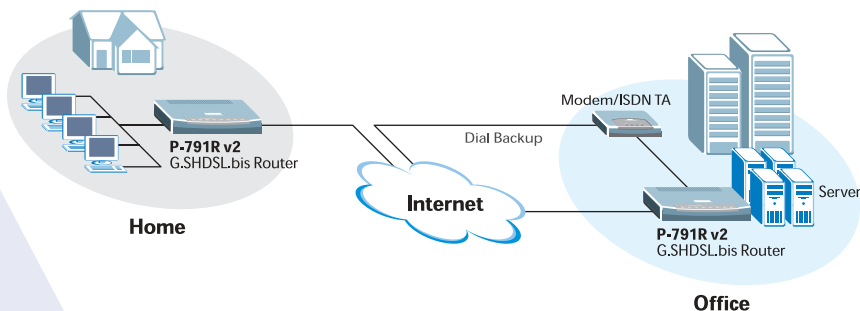 Modem/ISDN TA
Dial Backup
P-791R v2
G.SHDSL.bis Router
Internet
Server
Home
P-791R v2
G.SHDSL.bis Router
Office